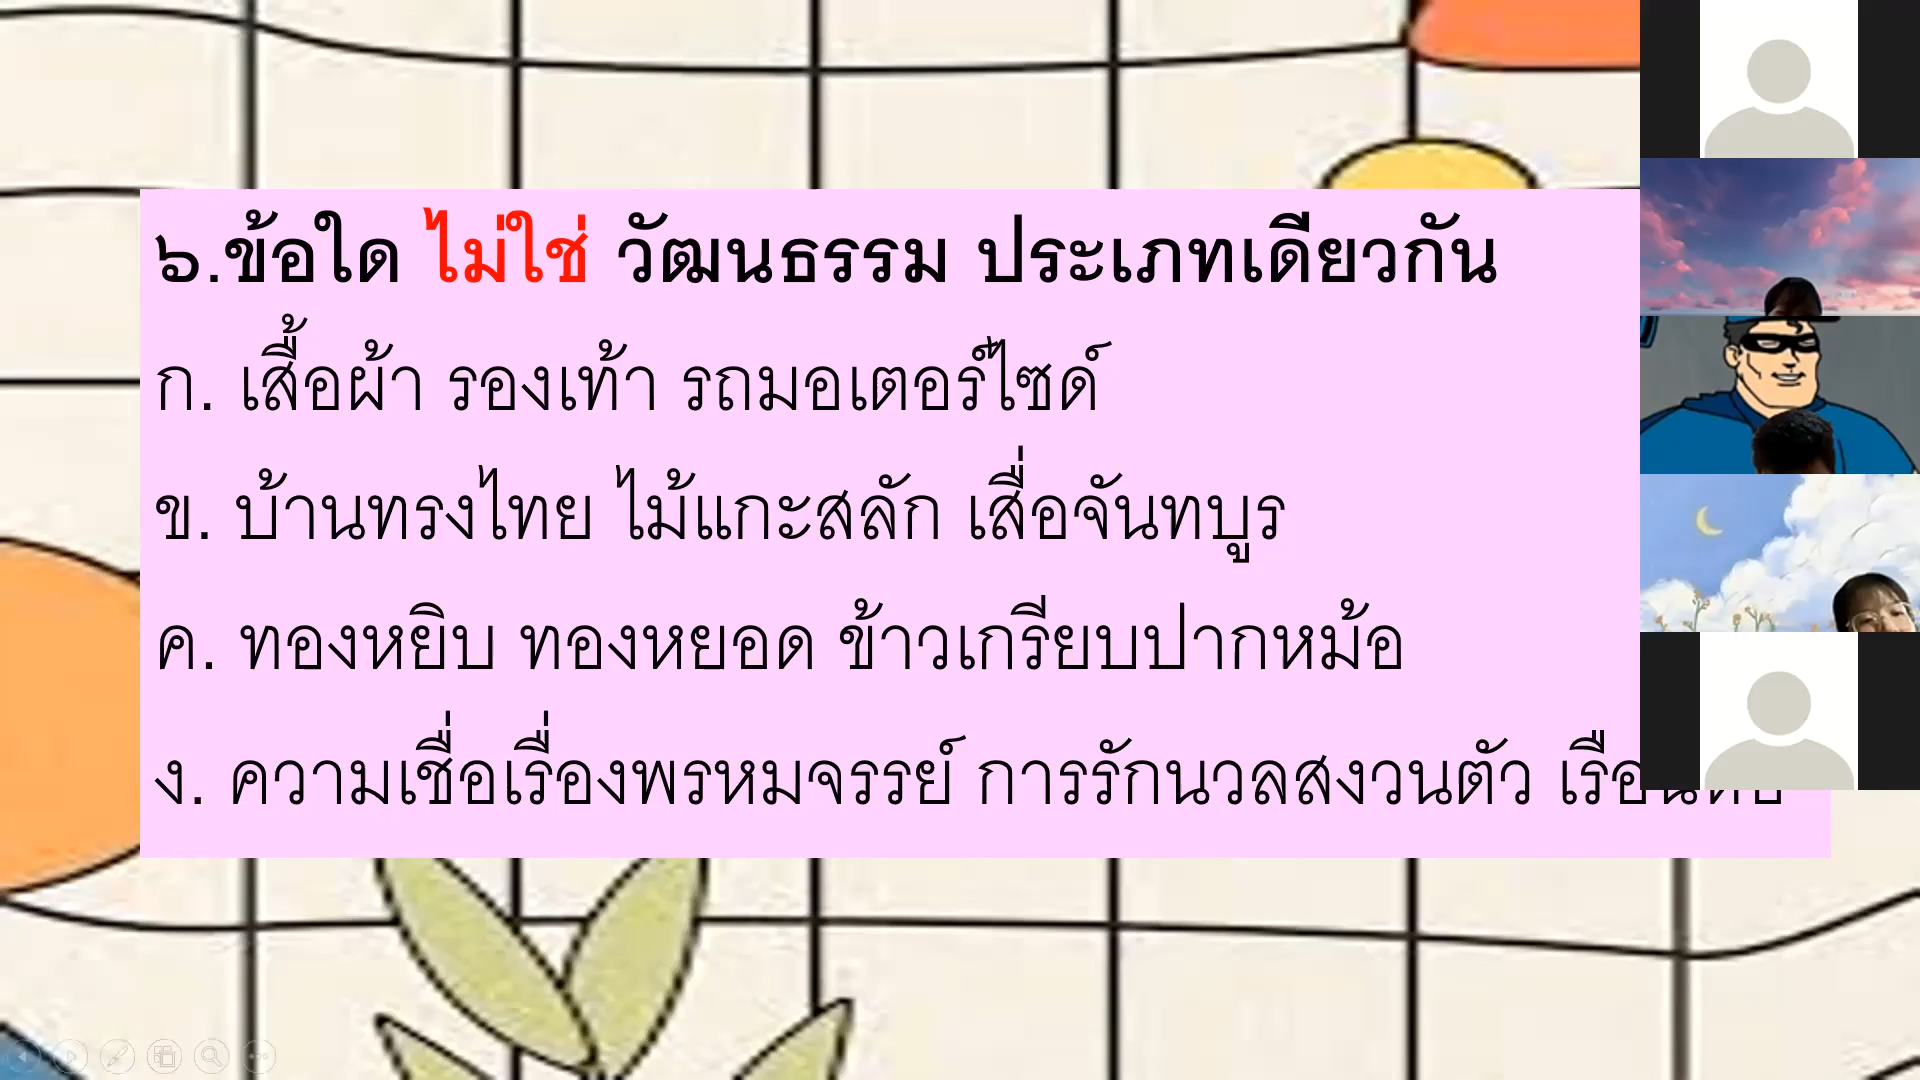 ๖.ข้อใด ไม่ใช่ วัฒนธรรม ประเภทเดียวกัน
ก. เสื้อผ้า รองเท้า รถมอเตอร์ไซด์
ข. บ้านทรงไทย ไม้แกะสลัก เสื่อจันทบูร
ค. ทองหยิบ ทองหยอด ข้าวเกรียบปากหม้อ
ง. ความเชื่อเรื่องพรหมจรรย์ การรักนวลสงวนตัว